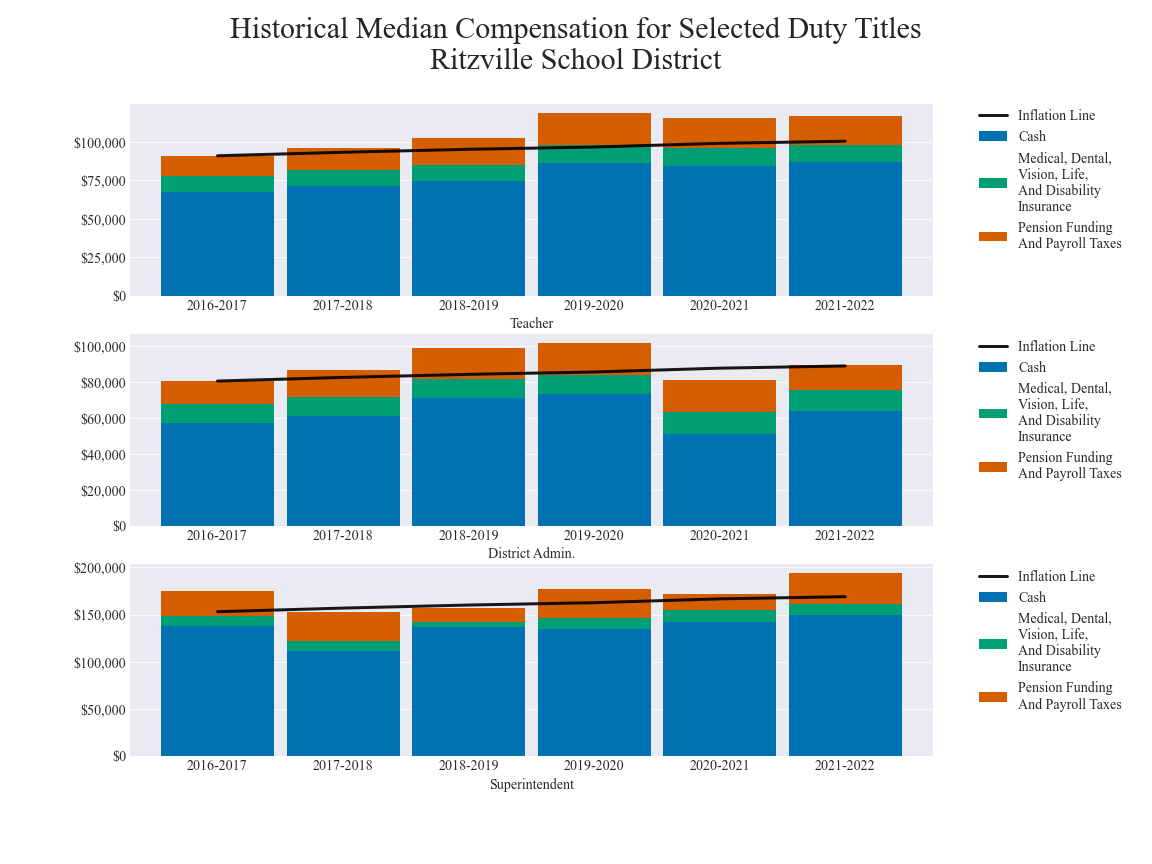 Historical Median Compensation for Selected Duty Titles
Ritzville School District
$100,000
$75,000
$50,000
$25,000
$0
2016-2017
2017-2018
2018-2019
2019-2020
2020-2021
2021-2022
Teacher
Inflation Line
Cash
Medical, Dental,
Vision, Life,
And Disability
Insurance
Pension Funding
And Payroll Taxes
$100,000
$80,000
$60,000
$40,000
$20,000
$0
2016-2017
2017-2018
2018-2019
2019-2020
2020-2021
2021-2022
District Admin.
Inflation Line
Cash
Medical, Dental,
Vision, Life,
And Disability
Insurance
Pension Funding
And Payroll Taxes
$200,000
$150,000
$100,000
$50,000
$0
2016-2017
2017-2018
2018-2019
2019-2020
2020-2021
2021-2022
Superintendent
Inflation Line
Cash
Medical, Dental,
Vision, Life,
And Disability
Insurance
Pension Funding
And Payroll Taxes